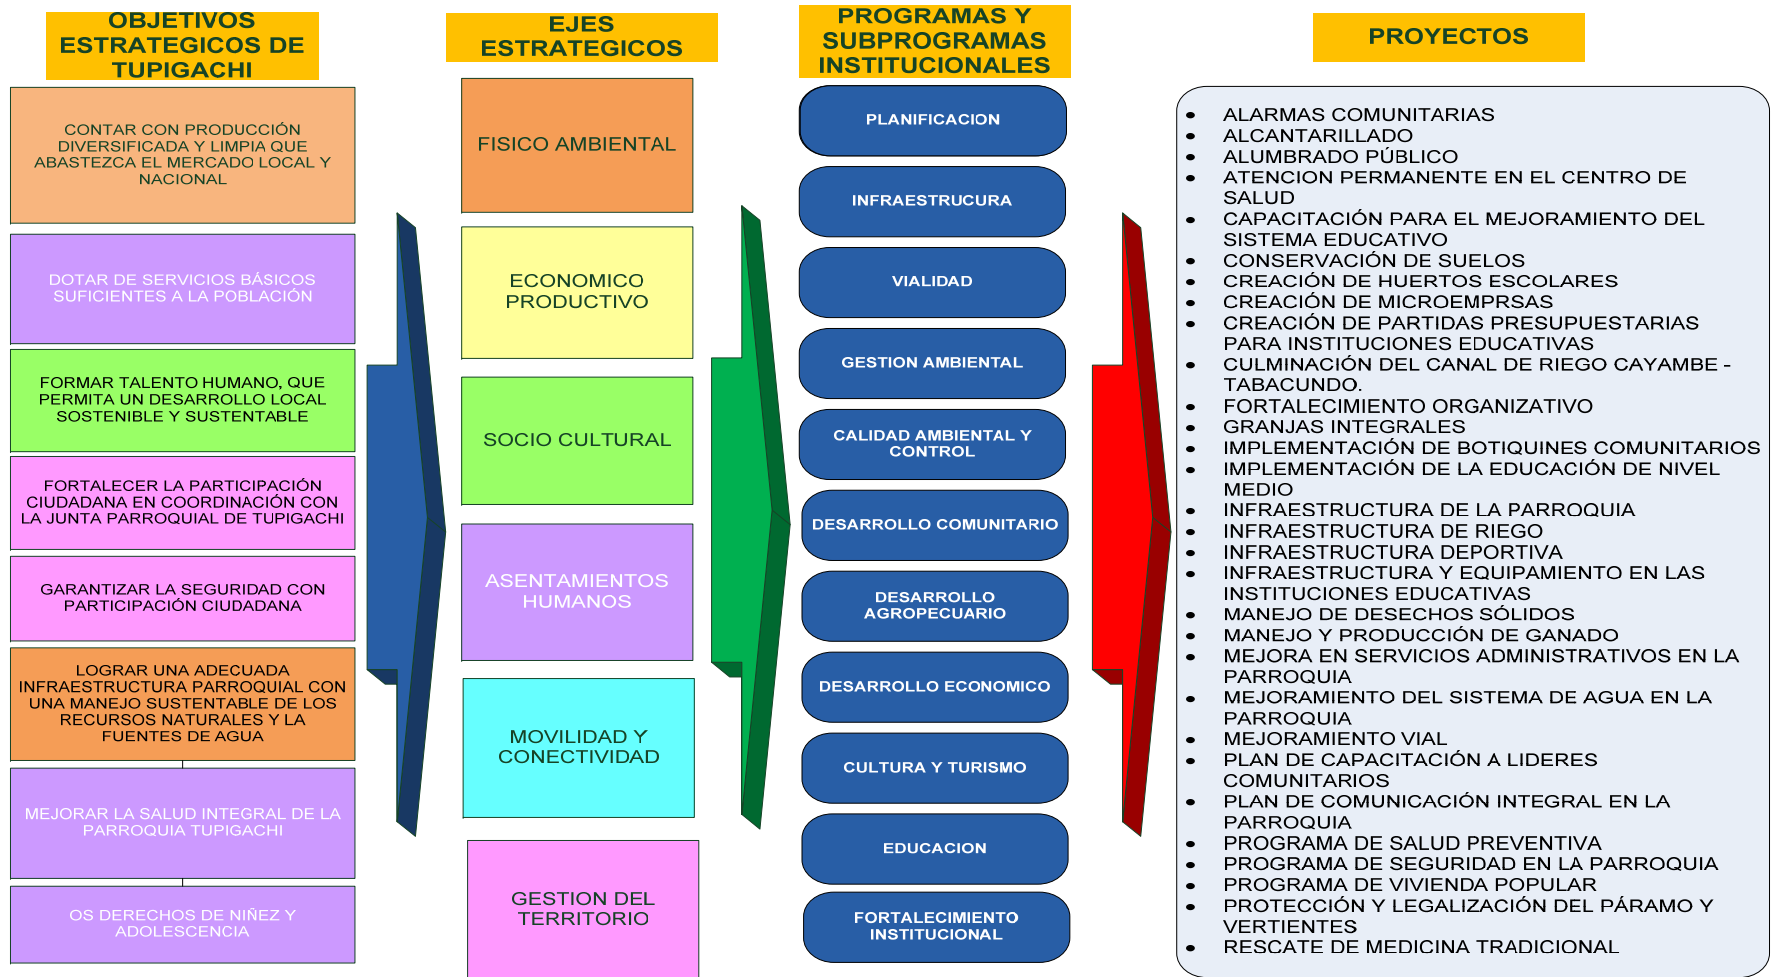 OBJETIVOS
ESTRATEGICOS DE
TUPIGACHI
CONTAR CON PRODUCCIÓN
DIVERSIFICADA Y LIMPIA QUE
ABASTEZCA EL MERCADO LOCAL Y
NACIONAL
DOTAR DE SERVICIOS BÁSICOS
SUFICIENTES A LA POBLACIÓN
FORMAR TALENTO HUMANO, QUE
PERMITA UN DESARROLLO LOCAL
SOSTENIBLE Y SUSTENTABLE
FORTALECER LA PARTICIPACIÓN
CIUDADANA EN COORDINACIÓN CON
LA JUNTA PARROQUIAL DE TUPIGACHI
GARANTIZAR LA SEGURIDAD CON
PARTICIPACIÓN CIUDADANA
LOGRAR UNA ADECUADA
INFRAESTRUCTURA PARROQUIAL CON
UNA MANEJO SUSTENTABLE DE LOS
RECURSOS NATURALES Y LA
FUENTES DE AGUA
MEJORAR LA SALUD INTEGRAL DE LA
PARROQUIA TUPIGACHI
OS DERECHOS DE NIÑEZ Y
ADOLESCENCIA
EJES
ESTRATEGICOS
FISICO AMBIENTAL
ECONOMICO
PRODUCTIVO
SOCIO CULTURAL
ASENTAMIENTOS
HUMANOS
MOVILIDAD Y
CONECTIVIDAD
GESTION DEL
TERRITORIO
PROGRAMAS Y
SUBPROGRAMAS
INSTITUCIONALES
PLANIFICACION
INFRAESTRUCURA
VIALIDAD
GESTION AMBIENTAL
CALIDAD AMBIENTAL Y
CONTROL
DESARROLLO COMUNITARIO
DESARROLLO
AGROPECUARIO
DESARROLLO ECONOMICO
CULTURA Y TURISMO
EDUCACION
FORTALECIMIENTO
INSTITUCIONAL
PROYECTOS
• ALARMAS COMUNITARIAS
• ALCANTARILLADO
• ALUMBRADO PÚBLICO
• ATENCION PERMANENTE EN EL CENTRO DE
SALUD
• CAPACITACIÓN PARA EL MEJORAMIENTO DEL
SISTEMA EDUCATIVO
• CONSERVACIÓN DE SUELOS
• CREACIÓN DE HUERTOS ESCOLARES
• CREACIÓN DE MICROEMPRSAS
• CREACIÓN DE PARTIDAS PRESUPUESTARIAS
PARA INSTITUCIONES EDUCATIVAS
• CULMINACIÓN DEL CANAL DE RIEGO CAYAMBE -
TABACUNDO.
• FORTALECIMIENTO ORGANIZATIVO
• GRANJAS INTEGRALES
• IMPLEMENTACIÓN DE BOTIQUINES COMUNITARIOS
• IMPLEMENTACIÓN DE LA EDUCACIÓN DE NIVEL
MEDIO
• INFRAESTRUCTURA DE LA PARROQUIA
• INFRAESTRUCTURA DE RIEGO
• INFRAESTRUCTURA DEPORTIVA
• INFRAESTRUCTURA Y EQUIPAMIENTO EN LAS
INSTITUCIONES EDUCATIVAS
• MANEJO DE DESECHOS SÓLIDOS
• MANEJO Y PRODUCCIÓN DE GANADO
• MEJORA EN SERVICIOS ADMINISTRATIVOS EN LA
PARROQUIA
• MEJORAMIENTO DEL SISTEMA DE AGUA EN LA
PARROQUIA
• MEJORAMIENTO VIAL
• PLAN DE CAPACITACIÓN A LIDERES
COMUNITARIOS
• PLAN DE COMUNICACIÓN INTEGRAL EN LA
PARROQUIA
• PROGRAMA DE SALUD PREVENTIVA
• PROGRAMA DE SEGURIDAD EN LA PARROQUIA
• PROGRAMA DE VIVIENDA POPULAR
• PROTECCIÓN Y LEGALIZACIÓN DEL PÁRAMO Y
VERTIENTES
• RESCATE DE MEDICINA TRADICIONAL